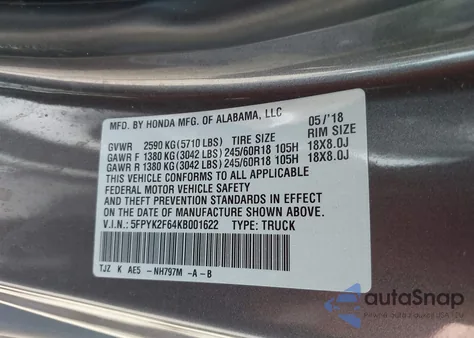 MFD. BY HONDA MFG. OF ALABAMA, LLC 05/'18
GVWR 2590 KG (5710 LBS) TIRE SIZE RIM SIZE
GAWR F 1380 KG (3042 LBS) 245/60R18 105H 18X8.0J
GAWR R 1380 KG (3042 LBS) 245/60R18 105H 18X8.0J
THIS VEHICLE CONFORMS TO ALL APPLICABLE
FEDERAL MOTOR VEHICLE SAFETY
AND THEFT PREVENTION STANDARDS IN EFFECT
ON THE DATE OF MANUFACTURE SHOWN ABOVE.
V.I.N.: 5FPYK2F64KB001622 TYPE: TRUCK
TJZ K AE5 - NH797M -A -B
autoSnap